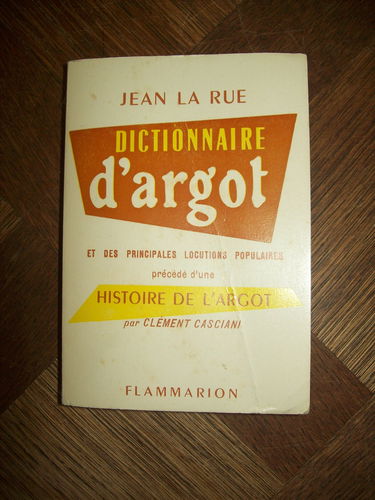 JEAN LA RUE
DICTIONNAIRE
d'argot
ET DES PRINCIPALES LOCUTIONS POPULAIRES
précédé d'une
HISTOIRE DE L'ARGOT
par CLÉMENT CASCIANI
FLAMMARION